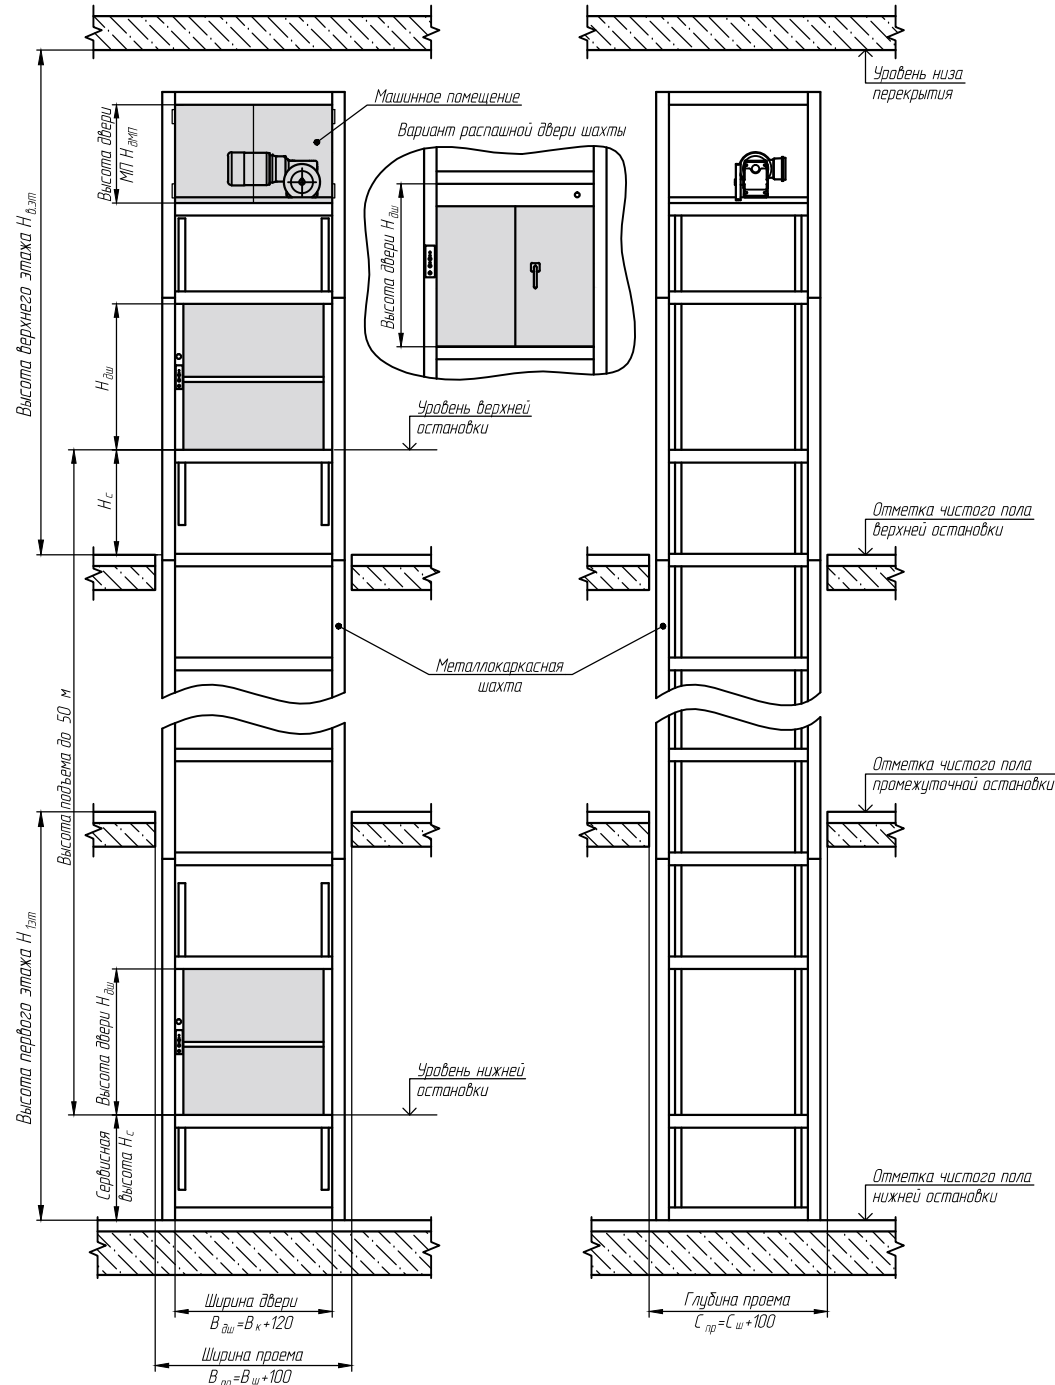 Уровень низа
перекрытия
Машинное помещение
Вариант распашной двери шахты
Высота двери
МП Hдмп
Высота двери Hдш
Высота верхнего этажа Hв.эт
Hдш
Уровень верхней
остановки
Hс
Отметка чистого пола
верхней остановки
Металлокаркасная
шахта
Высота подъема до 50 м
Отметка чистого пола
промежуточной остановки
Высота первого этажа H1эт
Высота двери Hдш
Уровень нижней
остановки
Сервисная
высота Hс
Отметка чистого пола
нижней остановки
Ширина двери
Bдш=Bк+120
Глубина проема
Cпр=Cш+100
Ширина проема
Bпр=Bш+100